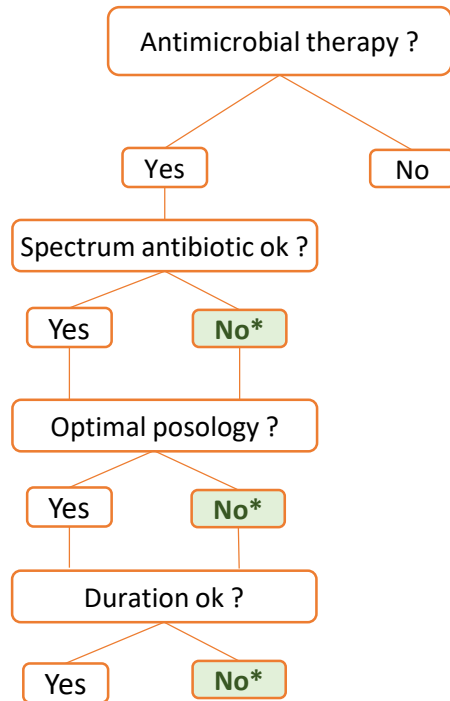 Antimicrobial therapy ?
Yes
No
Spectrum antibiotic ok ?
Yes
No*
Optimal posology ?
Yes
No*
Duration ok ?
Yes
No*